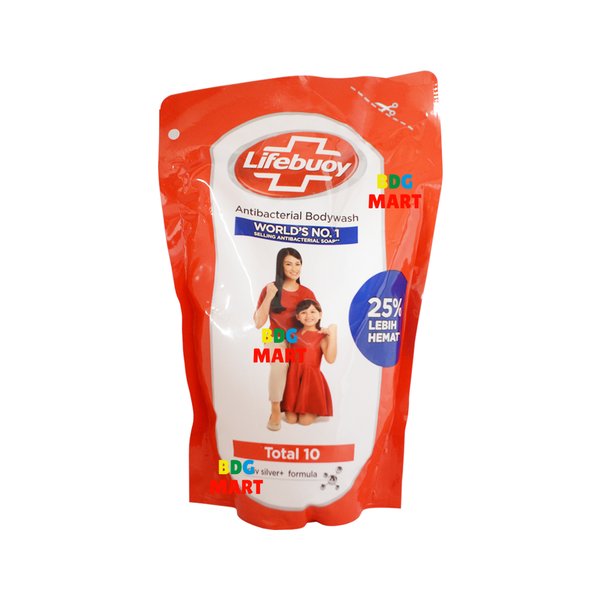 Lifebuoy
BDG
MART
Antibacterial Bodywash
WORLD'S NO.1
SELLING ANTIBACTERIAL SOAP**
25%
LEBIH
HEMAT
BDG
MART
Total 10
BDG
silver+ formula
MART